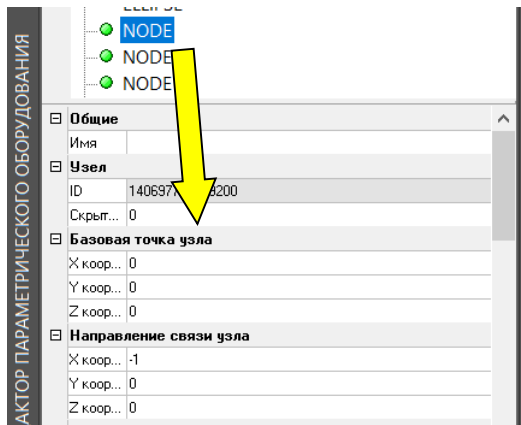 NODE
NODE
NODE
АКТОР ПАРАМЕТРИЧЕСКОГО ОБОРУДОВАНИЯ
Общие
Имя
Узел
ID
Скрыт... 0
Базовая точка узла
X коор... 0
Y коор... 0
Z коор... 0
Направление связи узла
X коор... -1
Y коор... 0
Z коор... 0